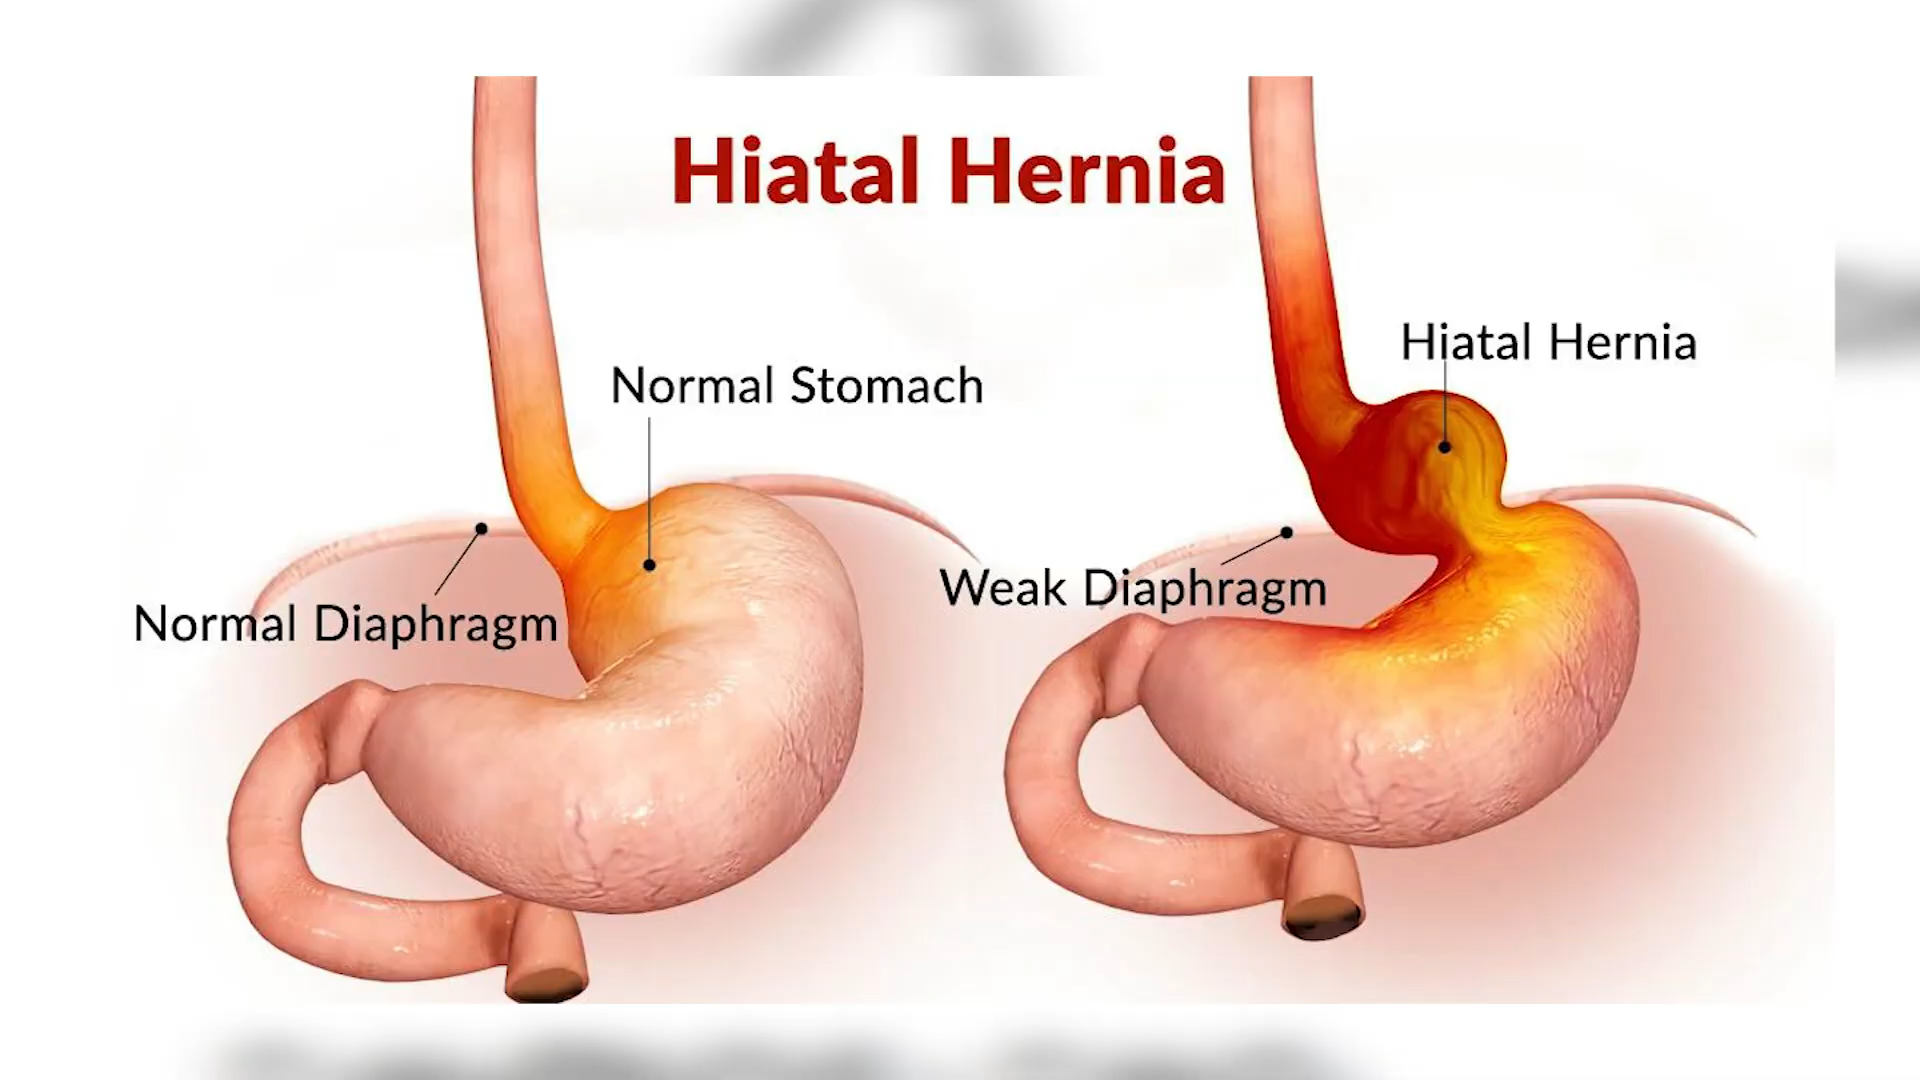 Hiatal Hernia
Normal Stomach
Normal Diaphragm
Hiatal Hernia
Weak Diaphragm